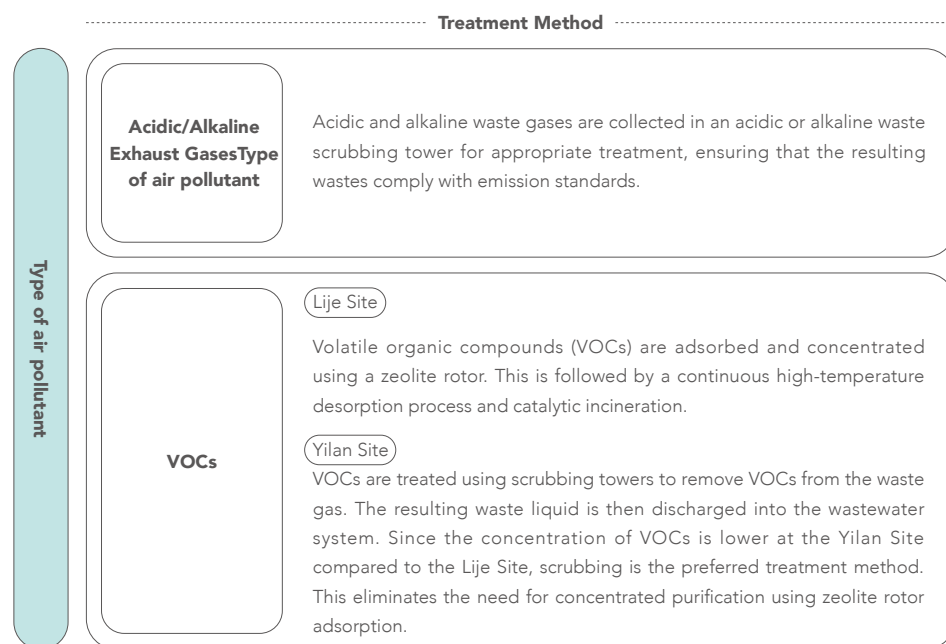 Treatment Method
Type of air pollutant
Acidic/Alkaline
Exhaust GasesType
of air pollutant
Acidic and alkaline waste gases are collected in an acidic or alkaline waste
scrubbing tower for appropriate treatment, ensuring that the resulting
wastes comply with emission standards.
VOCs
Lije Site
Volatile organic compounds (VOCs) are adsorbed and concentrated
using a zeolite rotor. This is followed by a continuous high-temperature
desorption process and catalytic incineration.
Yilan Site
VOCs are treated using scrubbing towers to remove VOCs from the waste
gas. The resulting waste liquid is then discharged into the wastewater
system. Since the concentration of VOCs is lower at the Yilan Site
compared to the Lije Site, scrubbing is the preferred treatment method.
This eliminates the need for concentrated purification using zeolite rotor
adsorption.